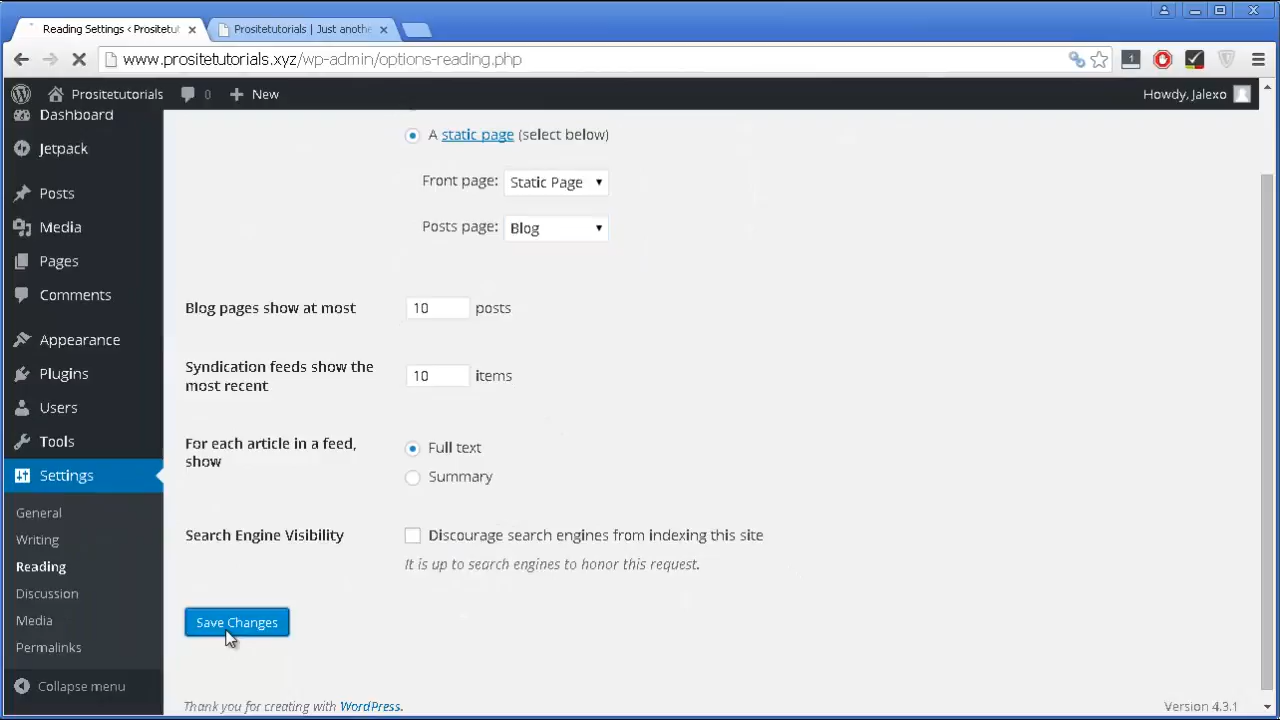 Reading Settings ‹ Prositetut
Prositetutorials | Just anoth
www.prositetutorials.xyz/wp-admin/options-reading.php
1
Prositetutorials
0
New
Howdy, Jalexo
Dashboard
Jetpack
Posts
Media
Pages
Comments
Appearance
Plugins
Users
Tools
Settings
General
Writing
Reading
Discussion
Media
Permalinks
Collapse menu
A static page (select below)
Front page: Static Page
Posts page: Blog
Blog pages show at most 10 posts
Syndication feeds show the
most recent
10 items
For each article in a feed,
show
Full text
Summary
Search Engine Visibility
Discourage search engines from indexing this site
It is up to search engines to honor this request.
Save Changes
Thank you for creating with WordPress.
Version 4.3.1